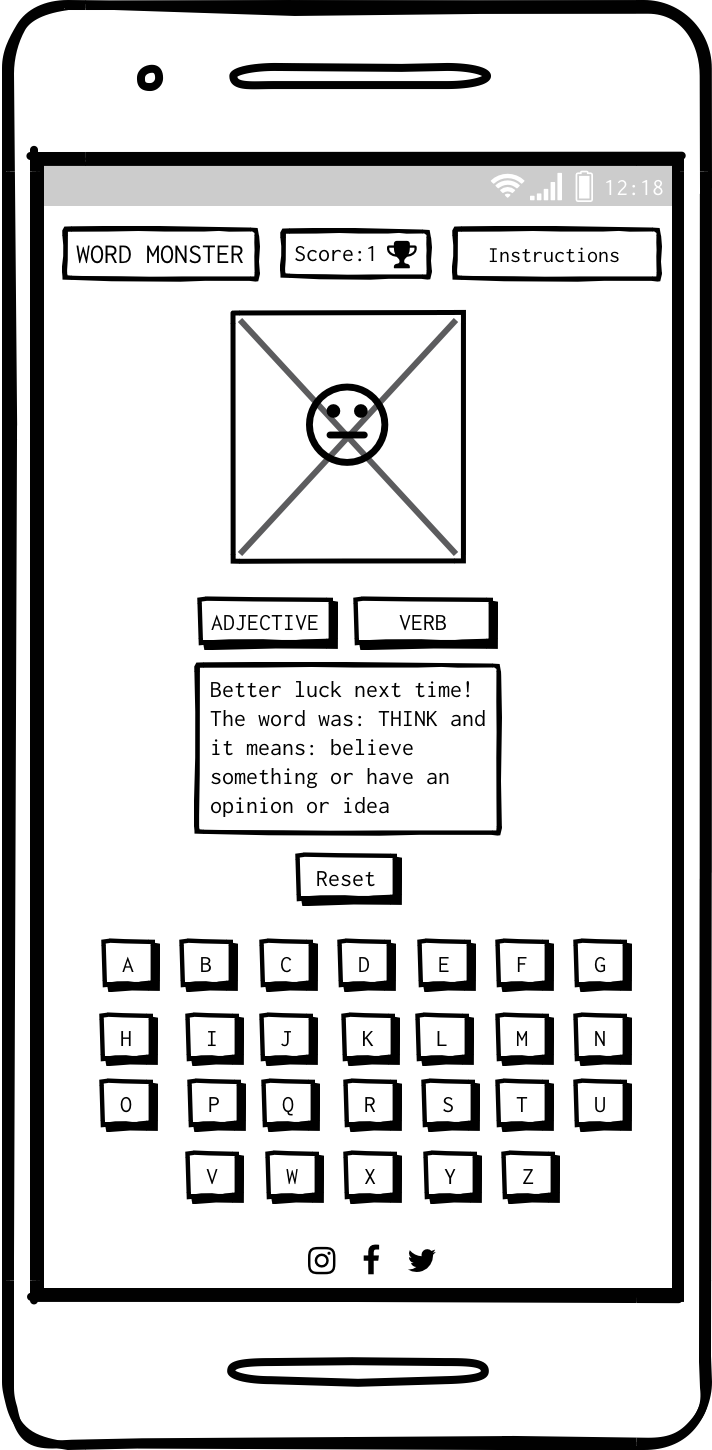 12:18
WORD MONSTER Score:1 Instructions
ADJECTIVE VERB
Better luck next time!
The word was: THINK and
it means: believe
something or have an
opinion or idea
Reset
A B C D E F G
H I J K L M N
O P Q R S T U
V W X Y Z